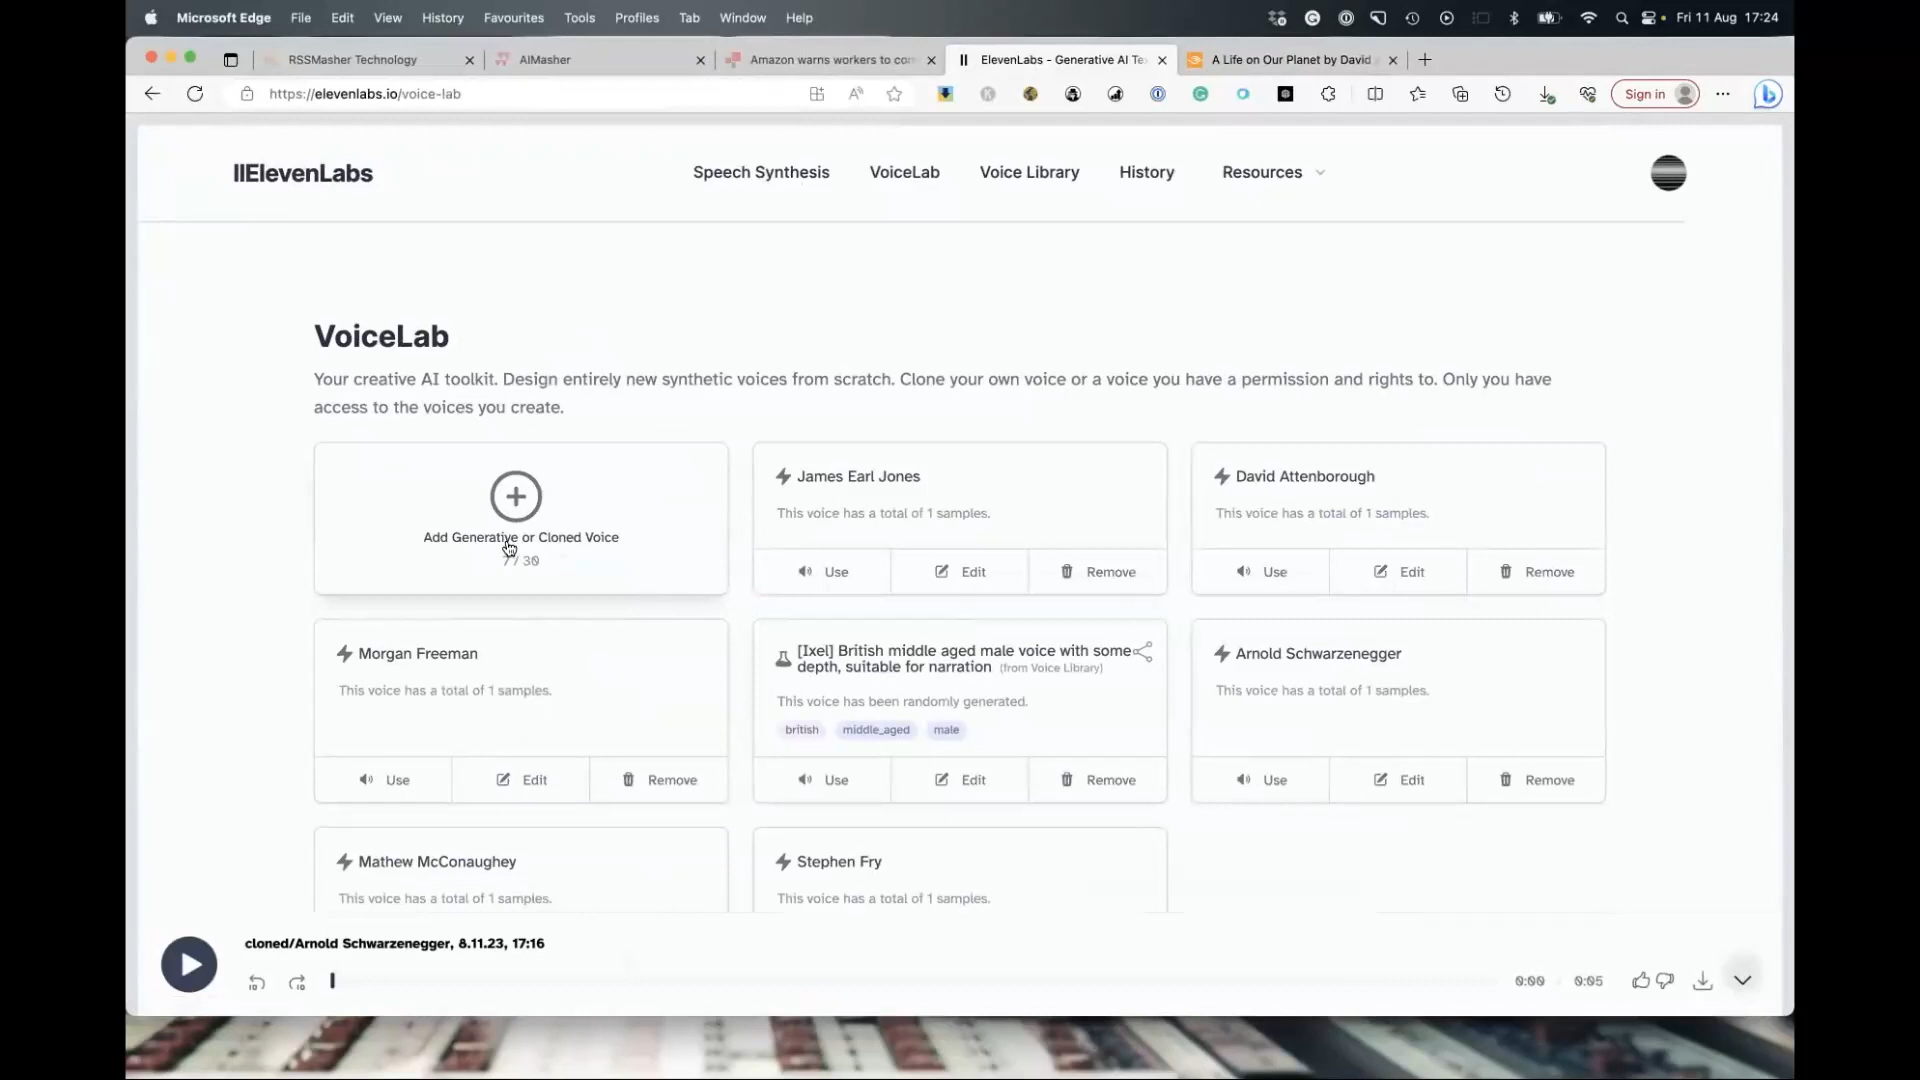 Microsoft Edge File Edit View History Favourites Tools Profiles Tab Window Help Fri 11 Aug 17:24
RSSMasher Technology AIMasher Amazon warns workers to com ElevenLabs - Generative AI Te A Life on Our Planet by David
https://elevenlabs.io/voice-lab Sign in
IIElevenLabs Speech Synthesis VoiceLab Voice Library History Resources
VoiceLab
Your creative AI toolkit. Design entirely new synthetic voices from scratch. Clone your own voice or a voice you have a permission and rights to. Only you have
access to the voices you create.
Add Generative or Cloned Voice
7 / 30
James Earl Jones
This voice has a total of 1 samples.
Use Edit Remove
David Attenborough
This voice has a total of 1 samples.
Use Edit Remove
Morgan Freeman
This voice has a total of 1 samples.
Use Edit Remove
[Ixel] British middle aged male voice with some
depth, suitable for narration (from Voice Library)
This voice has been randomly generated.
british middle_aged male
Use Edit Remove
Arnold Schwarzenegger
This voice has a total of 1 samples.
Use Edit Remove
Mathew McConaughey
This voice has a total of 1 samples.
Stephen Fry
This voice has a total of 1 samples.
cloned/Arnold Schwarzenegger, 8.11.23, 17:16
10 10 0:00 0:05